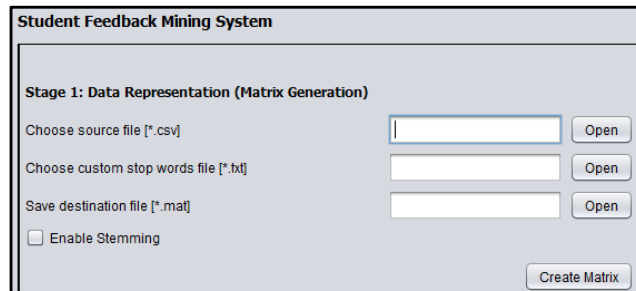 Student Feedback Mining System
Stage 1: Data Representation (Matrix Generation)
Choose source file [*.csv] Open
Choose custom stop words file [*.txt] Open
Save destination file [*.mat] Open
Enable Stemming
Create Matrix